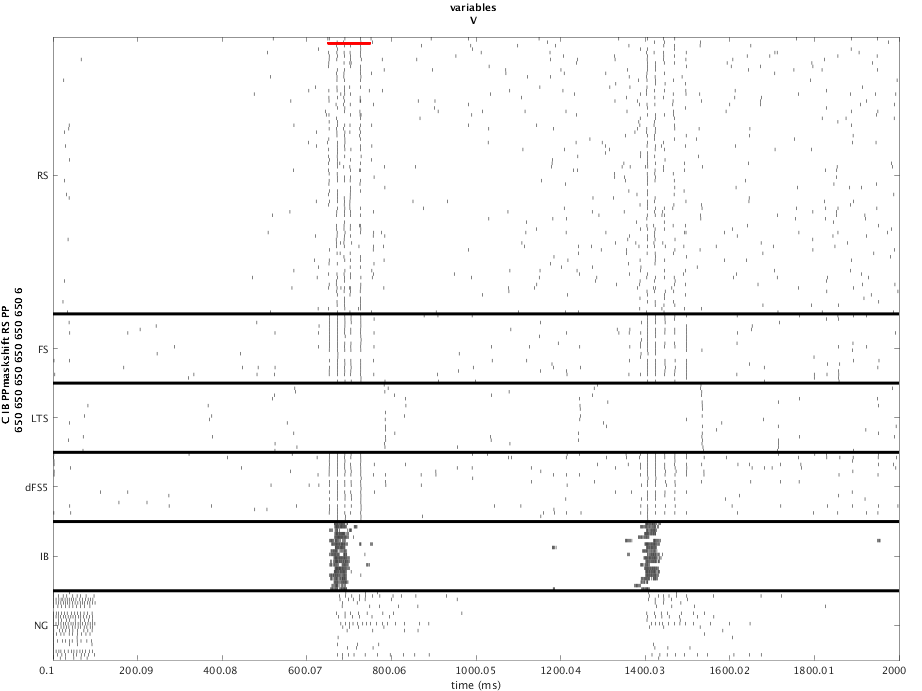 variables
V
C IB PPmaskshift RS PP
650 650 650 650 650 650 6
RS
FS
LTS
dFS5
IB
NG
0.1 200.09 400.08 600.07 800.06 1000.05 1200.04 1400.03 1600.02 1800.01 2000
time (ms)